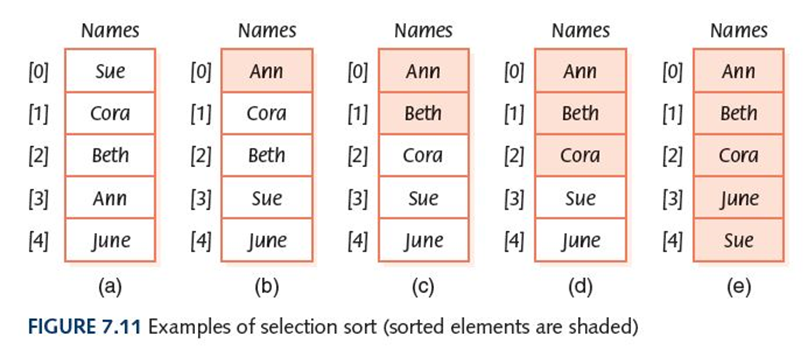 Names Names Names Names Names
[0] Sue [0] Ann [0] Ann [0] Ann [0] Ann
[1] Cora [1] Cora [1] Beth [1] Beth [1] Beth
[2] Beth [2] Beth [2] Cora [2] Cora [2] Cora
[3] Ann [3] Sue [3] Sue [3] Sue [3] June
[4] June [4] June [4] June [4] June [4] Sue
(a) (b) (c) (d) (e)
FIGURE 7.11 Examples of selection sort (sorted elements are shaded)